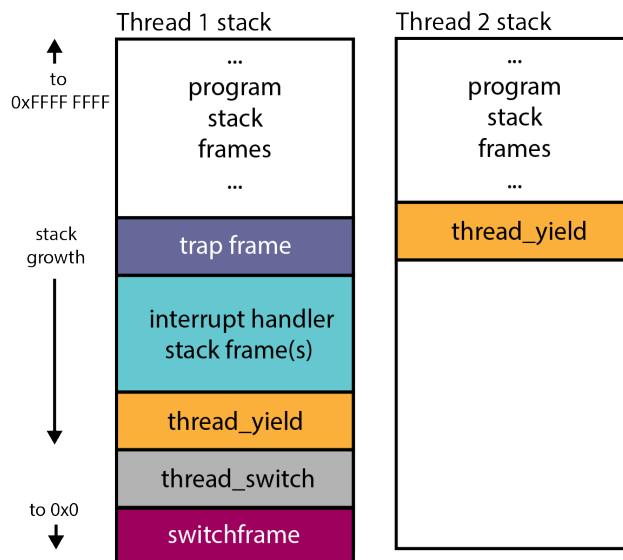 Thread 1 stack
Thread 2 stack
to
0xFFFF FFFF
...
program
stack
frames
...
...
program
stack
frames
...
stack
growth
trap frame
thread_yield
interrupt handler
stack frame(s)
thread_yield
thread_switch
to 0x0
switchframe